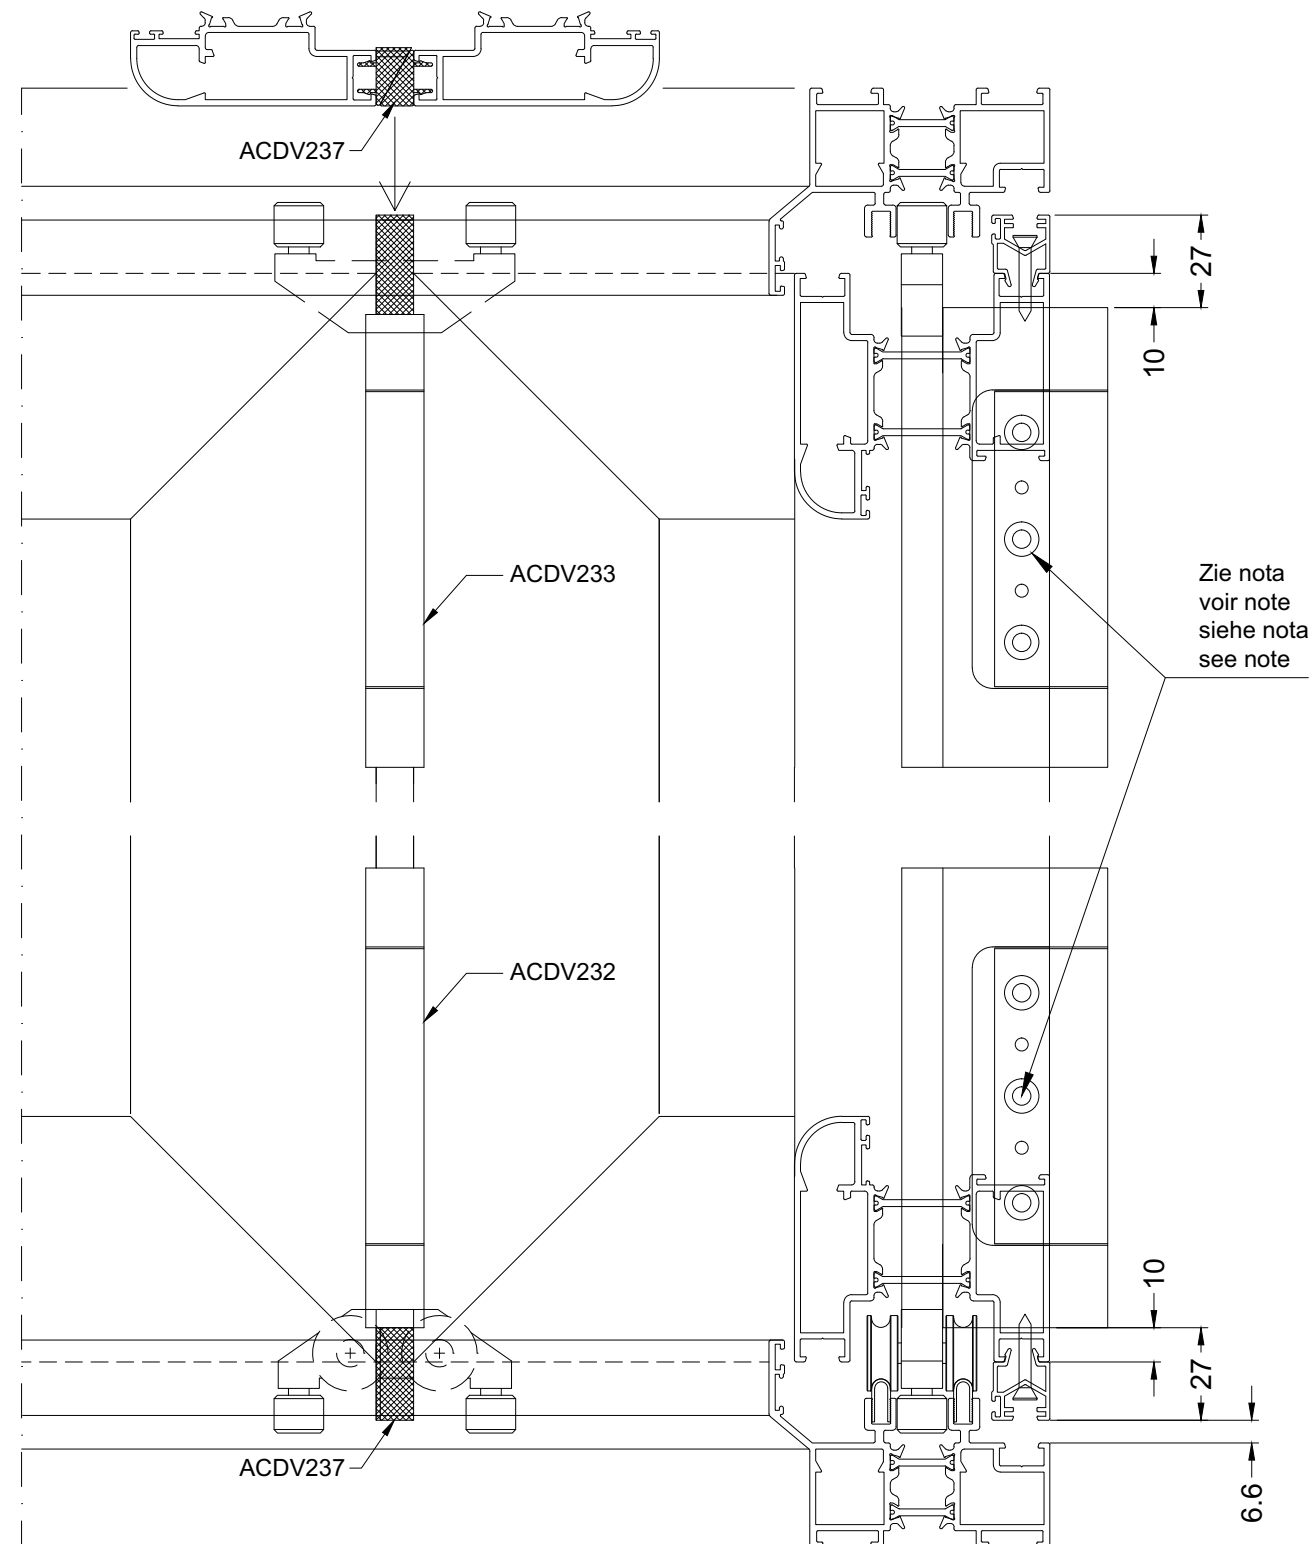 ACDV237
27
10
ACDV233
Zie nota
voir note
siehe nota
see note
ACDV232
10
27
ACDV237
6.6